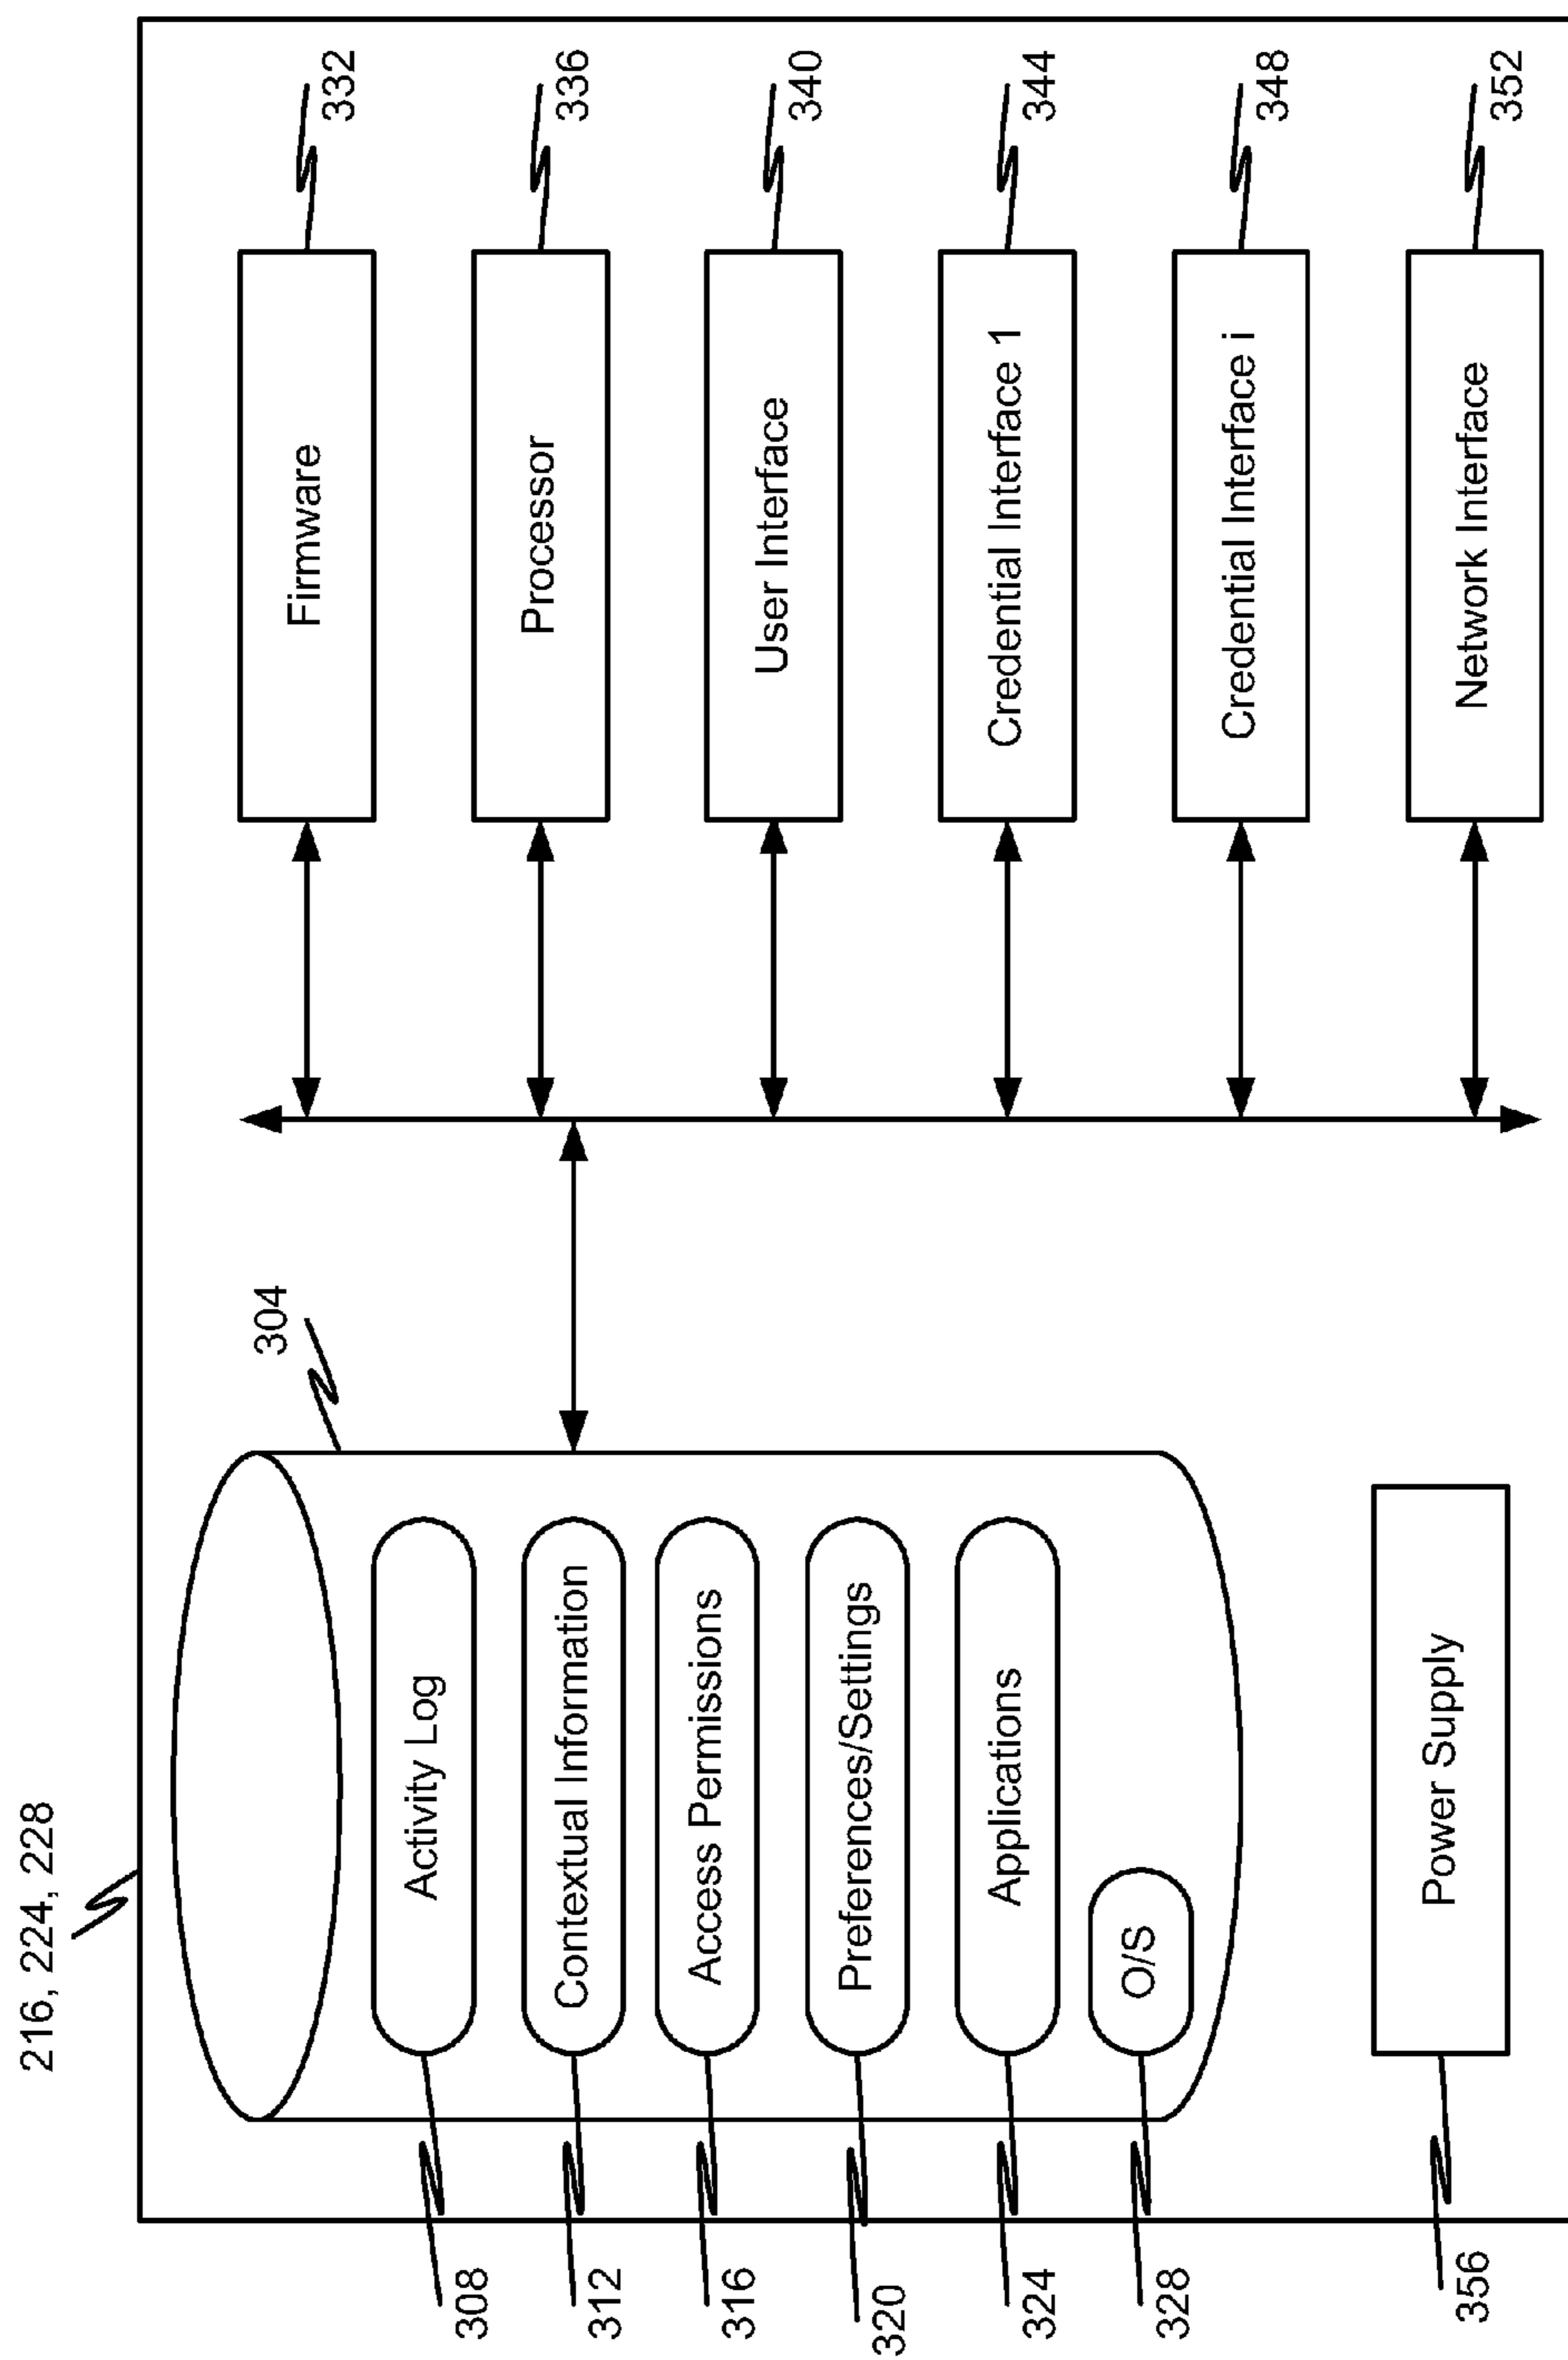 216, 224, 228
304
Activity Log
Contextual Information
Access Permissions
Preferences/Settings
Applications
O/S
Power Supply
308
312
316
320
324
328
356
Firmware
Processor
User Interface
Credential Interface 1
Credential Interface i
Network Interface
332
336
340
344
348
352